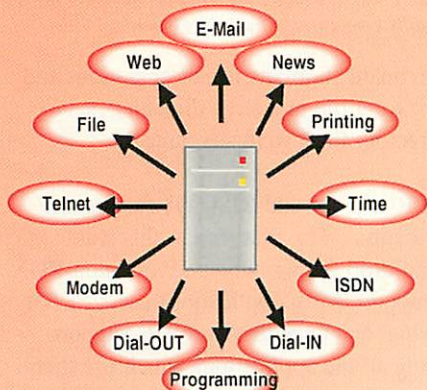 E-Mail
Web
News
File
Printing
Telnet
Time
Modem
ISDN
Dial-OUT
Dial-IN
Programming